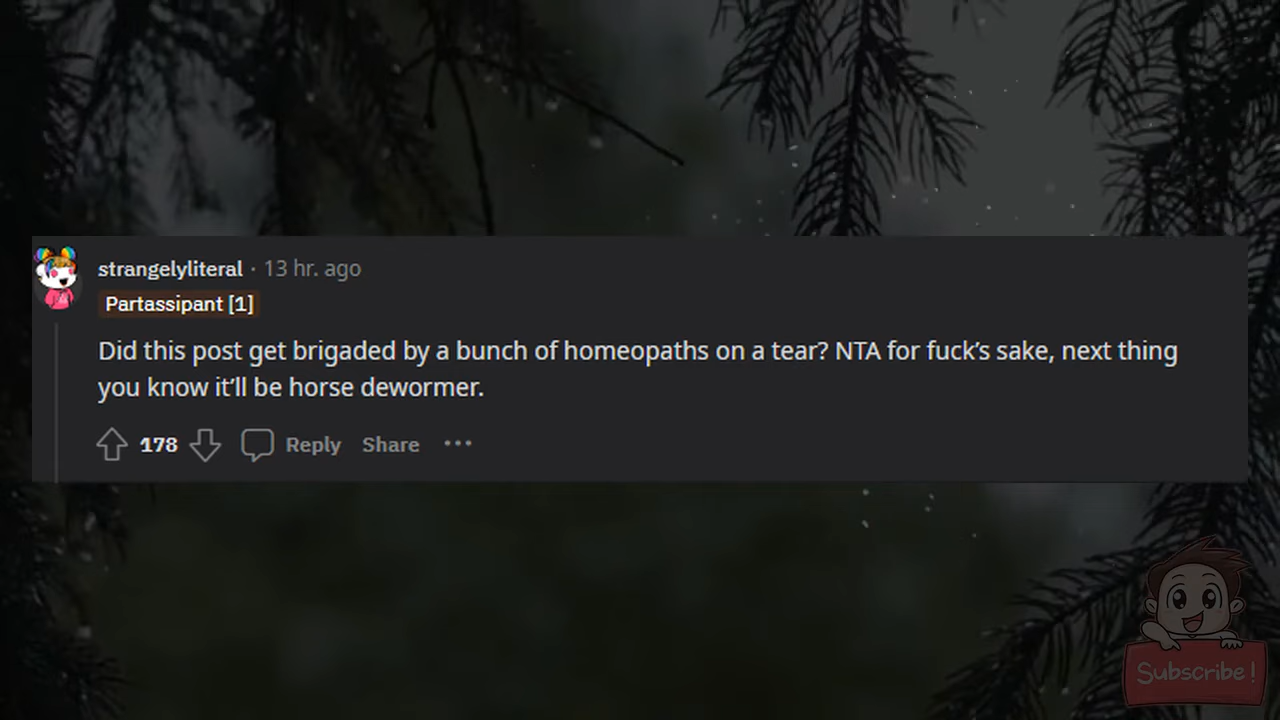 strangelyliteral · 13 hr. ago
Partassipant [1]
Did this post get brigaded by a bunch of homeopaths on a tear? NTA for fuck’s sake, next thing
you know it’ll be horse dewormer.
178 Reply Share ···
Subscribe!